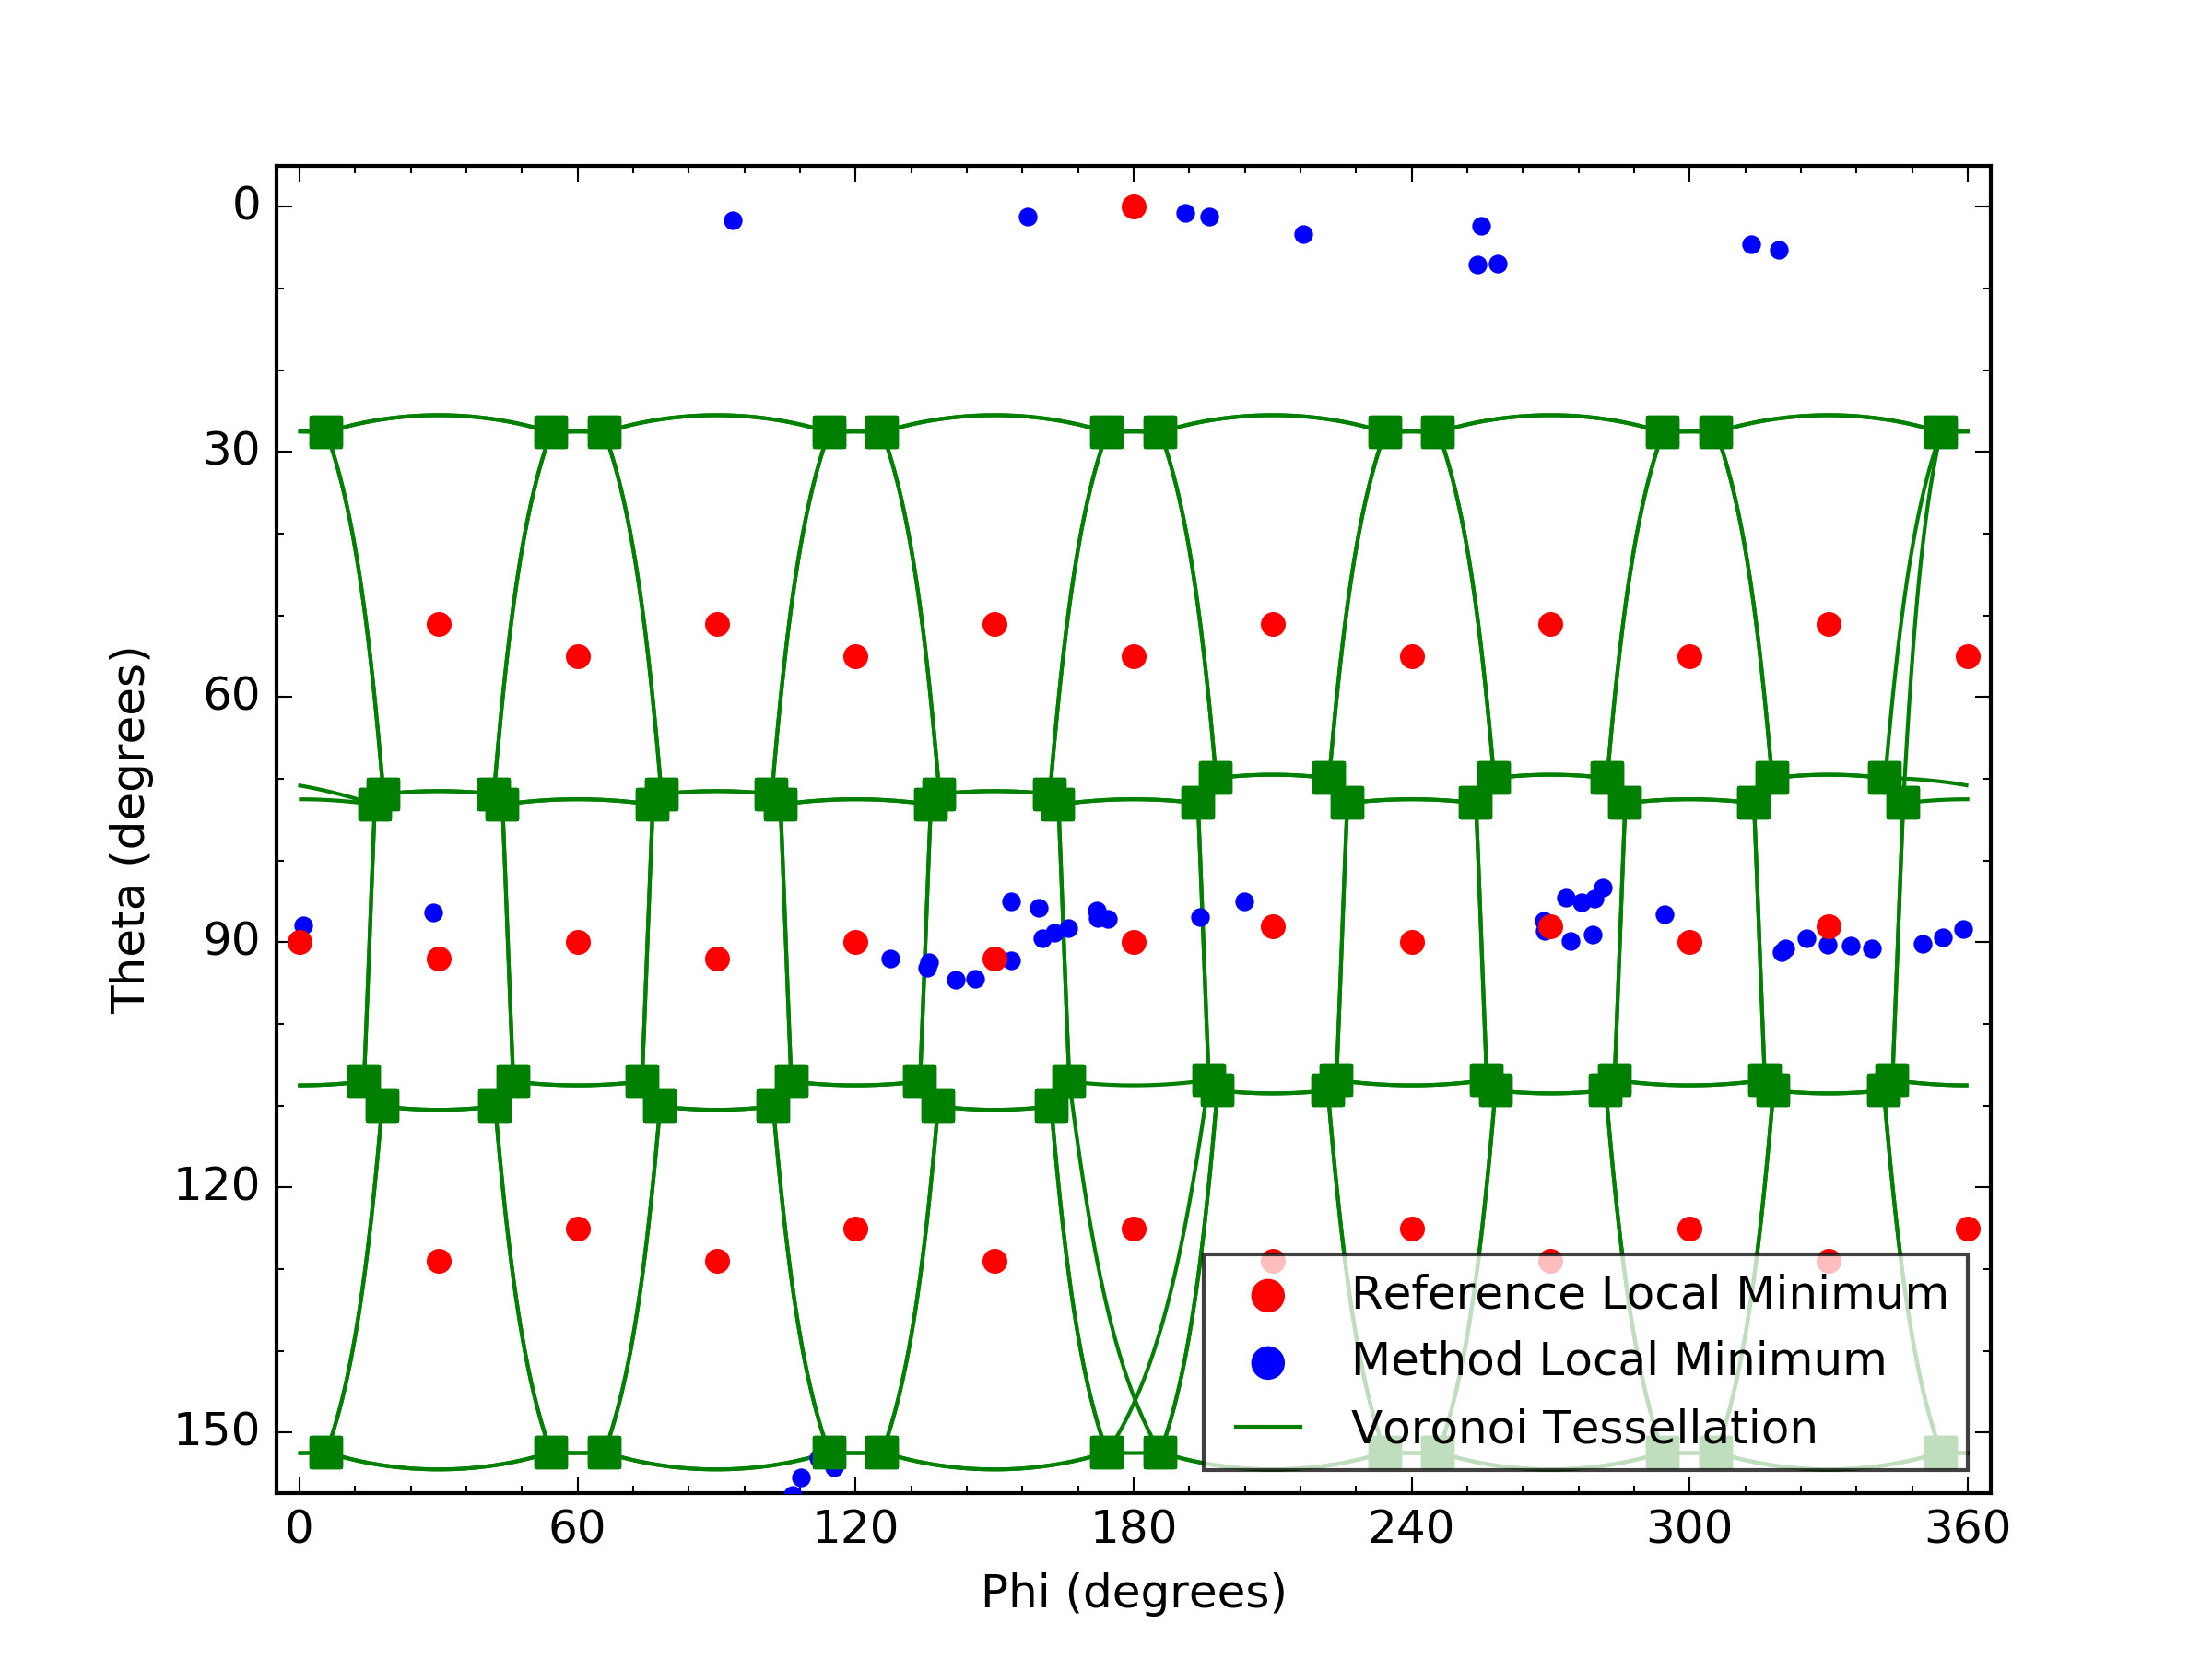 0
30
60
90
120
150
Theta (degrees)
Reference Local Minimum
Method Local Minimum
Voronoi Tessellation
0 60 120 180 240 300 360
Phi (degrees)